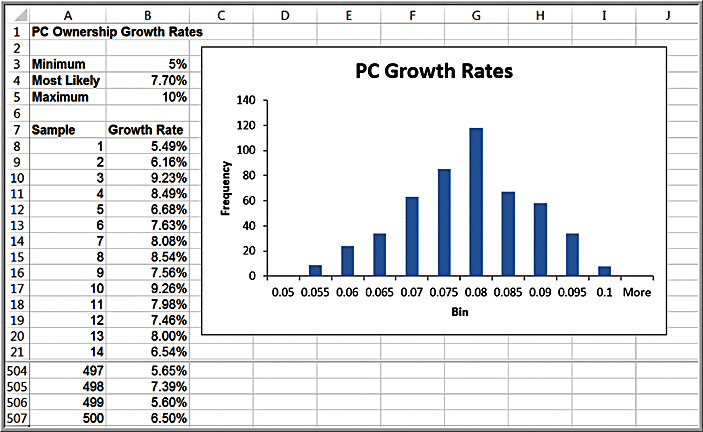 A B C D E F G H I J
1 PC Ownership Growth Rates
2
3 Minimum 5%
4 Most Likely 7.70%
5 Maximum 10%
6
7 Sample Growth Rate
8 1 5.49%
9 2 6.16%
10 3 9.23%
11 4 8.49%
12 5 6.68%
13 6 7.63%
14 7 8.08%
15 8 8.54%
16 9 7.56%
17 10 9.26%
18 11 7.98%
19 12 7.46%
20 13 8.00%
21 14 6.54%
504 497 5.65%
505 498 7.39%
506 499 5.60%
507 500 6.50%
PC Growth Rates
140
120
100
80
60
40
20
0
Frequency
0.05 0.055 0.06 0.065 0.07 0.075 0.08 0.085 0.09 0.095 0.1 More
Bin